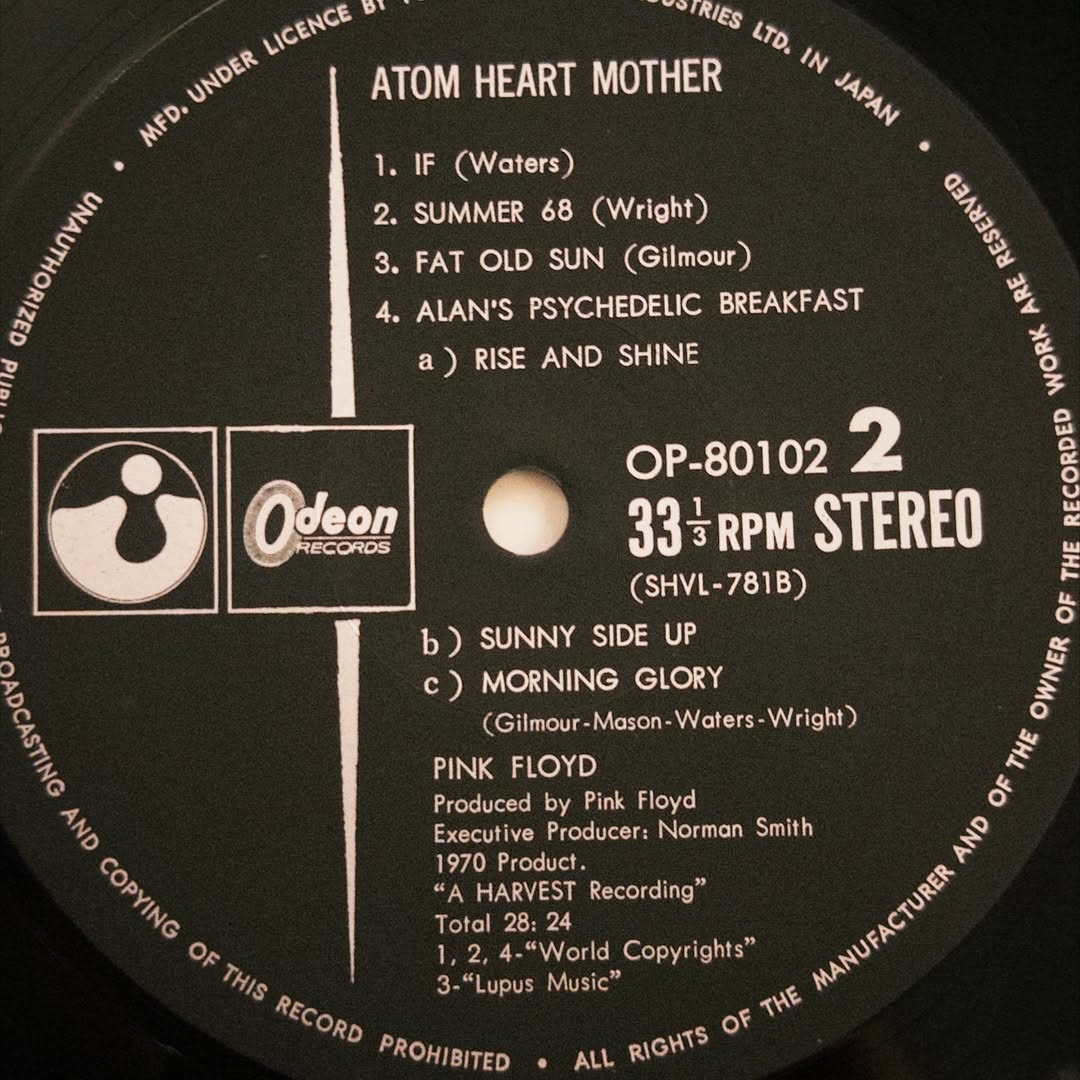 MFD. UNDER LICENCE BY INDUSTRIES LTD. IN JAPAN •
ATOM HEART MOTHER
1. IF (Waters)
2. SUMMER 68 (Wright)
3. FAT OLD SUN (Gilmour)
4. ALAN'S PSYCHEDELIC BREAKFAST
a) RISE AND SHINE
Odeon
RECORDS
OP-80102 2
33 1/3 RPM STEREO
(SHVL-781B)
b) SUNNY SIDE UP
c) MORNING GLORY
(Gilmour-Mason-Waters-Wright)
PINK FLOYD
Produced by Pink Floyd
Executive Producer: Norman Smith
1970 Product.
“A HARVEST Recording”
Total 28: 24
1, 2, 4-“World Copyrights”
3-“Lupus Music”
• UNAUTHORIZED BROADCASTING AND COPYING OF THIS RECORD PROHIBITED • ALL RIGHTS OF THE MANUFACTURER AND OF THE OWNER OF THE RECORDED WORK ARE RESERVED